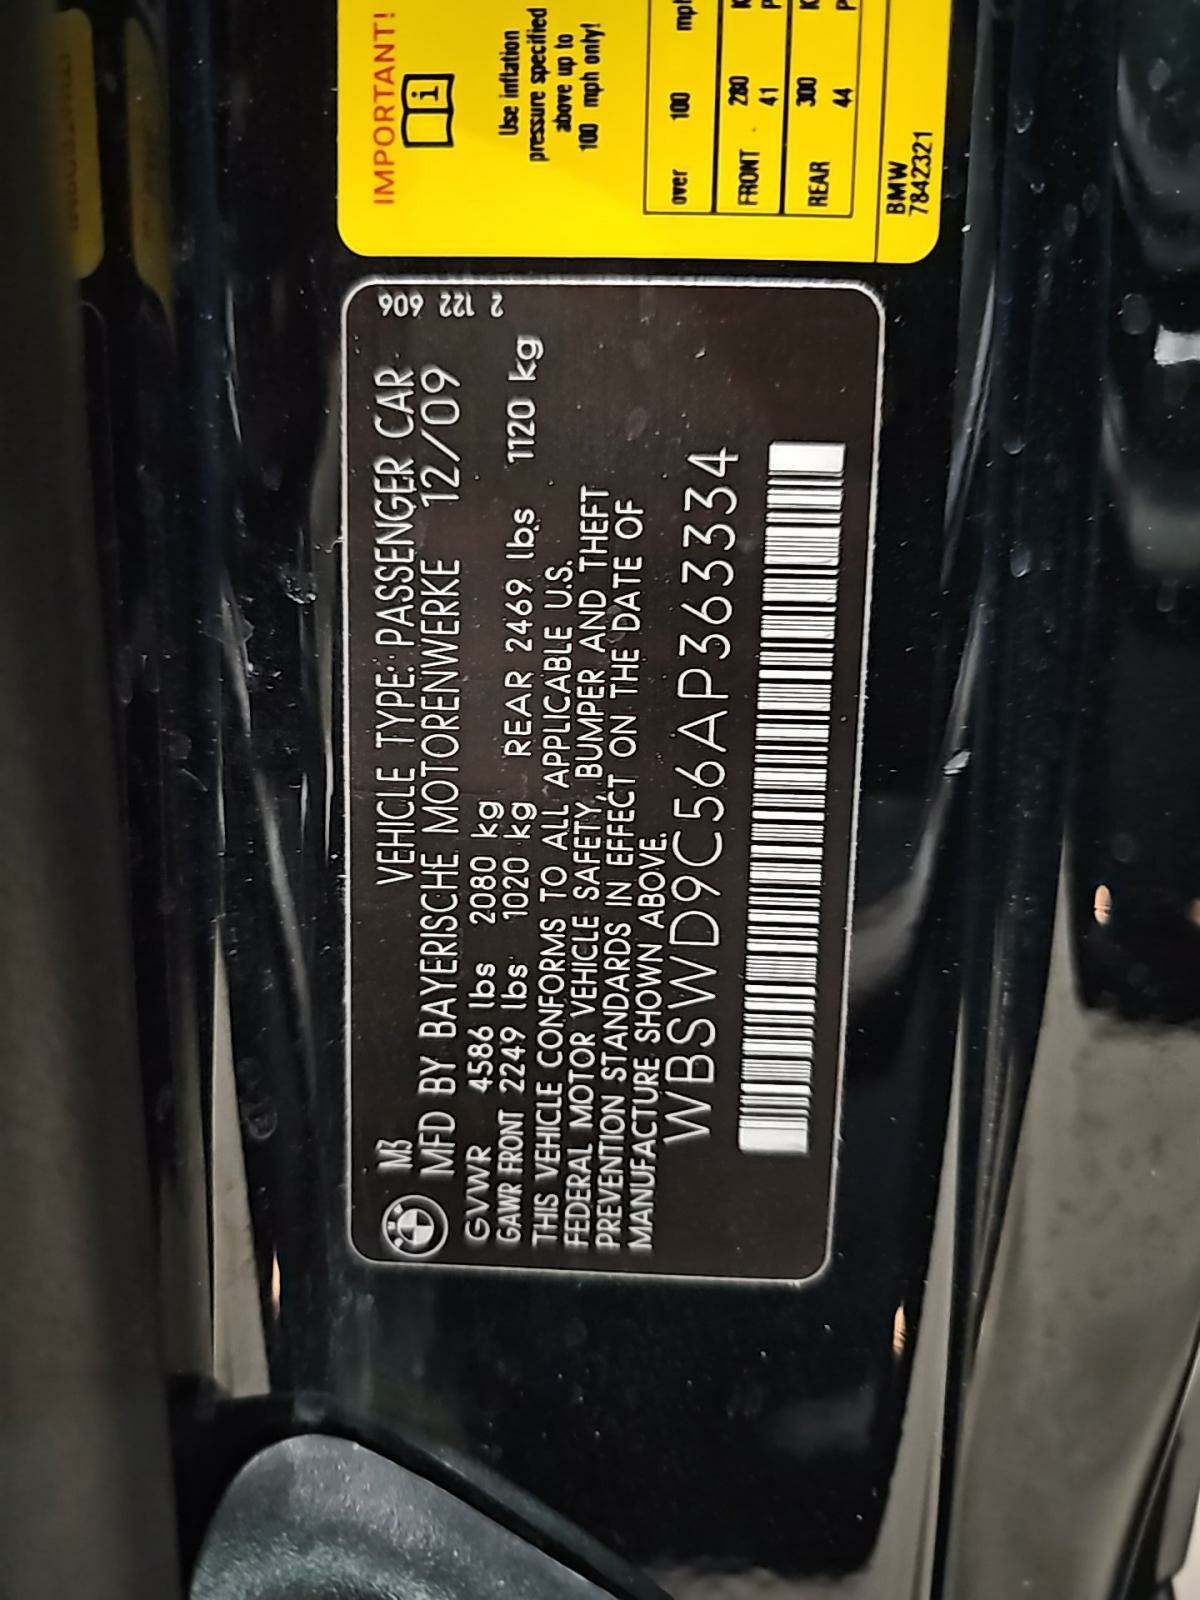 M3 VEHICLE TYPE: PASSENGER CAR
MFD BY BAYERISCHE MOTORENWERKE 12/09
GVWR 4586 lbs 2080 kg
GAWR FRONT 2249 lbs 1020 kg REAR 2469 lbs 1120 kg
THIS VEHICLE CONFORMS TO ALL APPLICABLE U.S.
FEDERAL MOTOR VEHICLE SAFETY, BUMPER AND THEFT
PREVENTION STANDARDS IN EFFECT ON THE DATE OF
MANUFACTURE SHOWN ABOVE.
WBSWD9C56AP363334
2 122 606
IMPORTANT!
i
Use inflation
pressure specified
above up to
100 mph only!
over 100 mph
FRONT 280
41
REAR 300
44
BMW
7842321